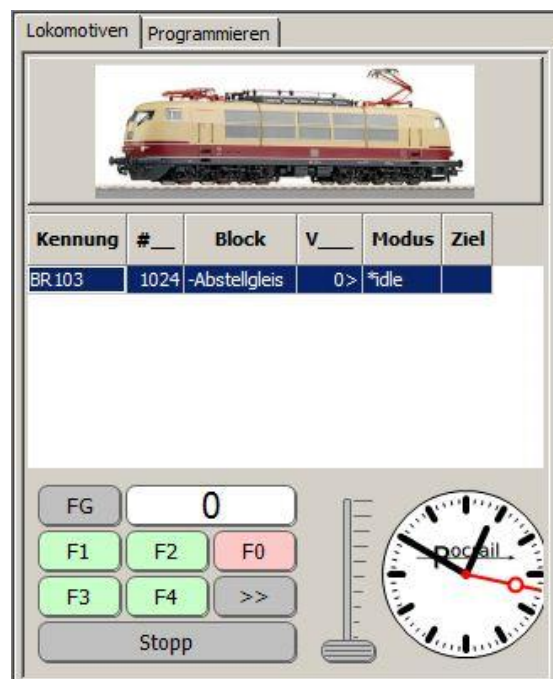 Lokomotiven Programmieren
Kennung #__ Block V___ Modus Ziel
BR103 1024 -Abstellgleis 0> *idle
FG 0
F1 F2 F0
F3 F4 >>
Stopp